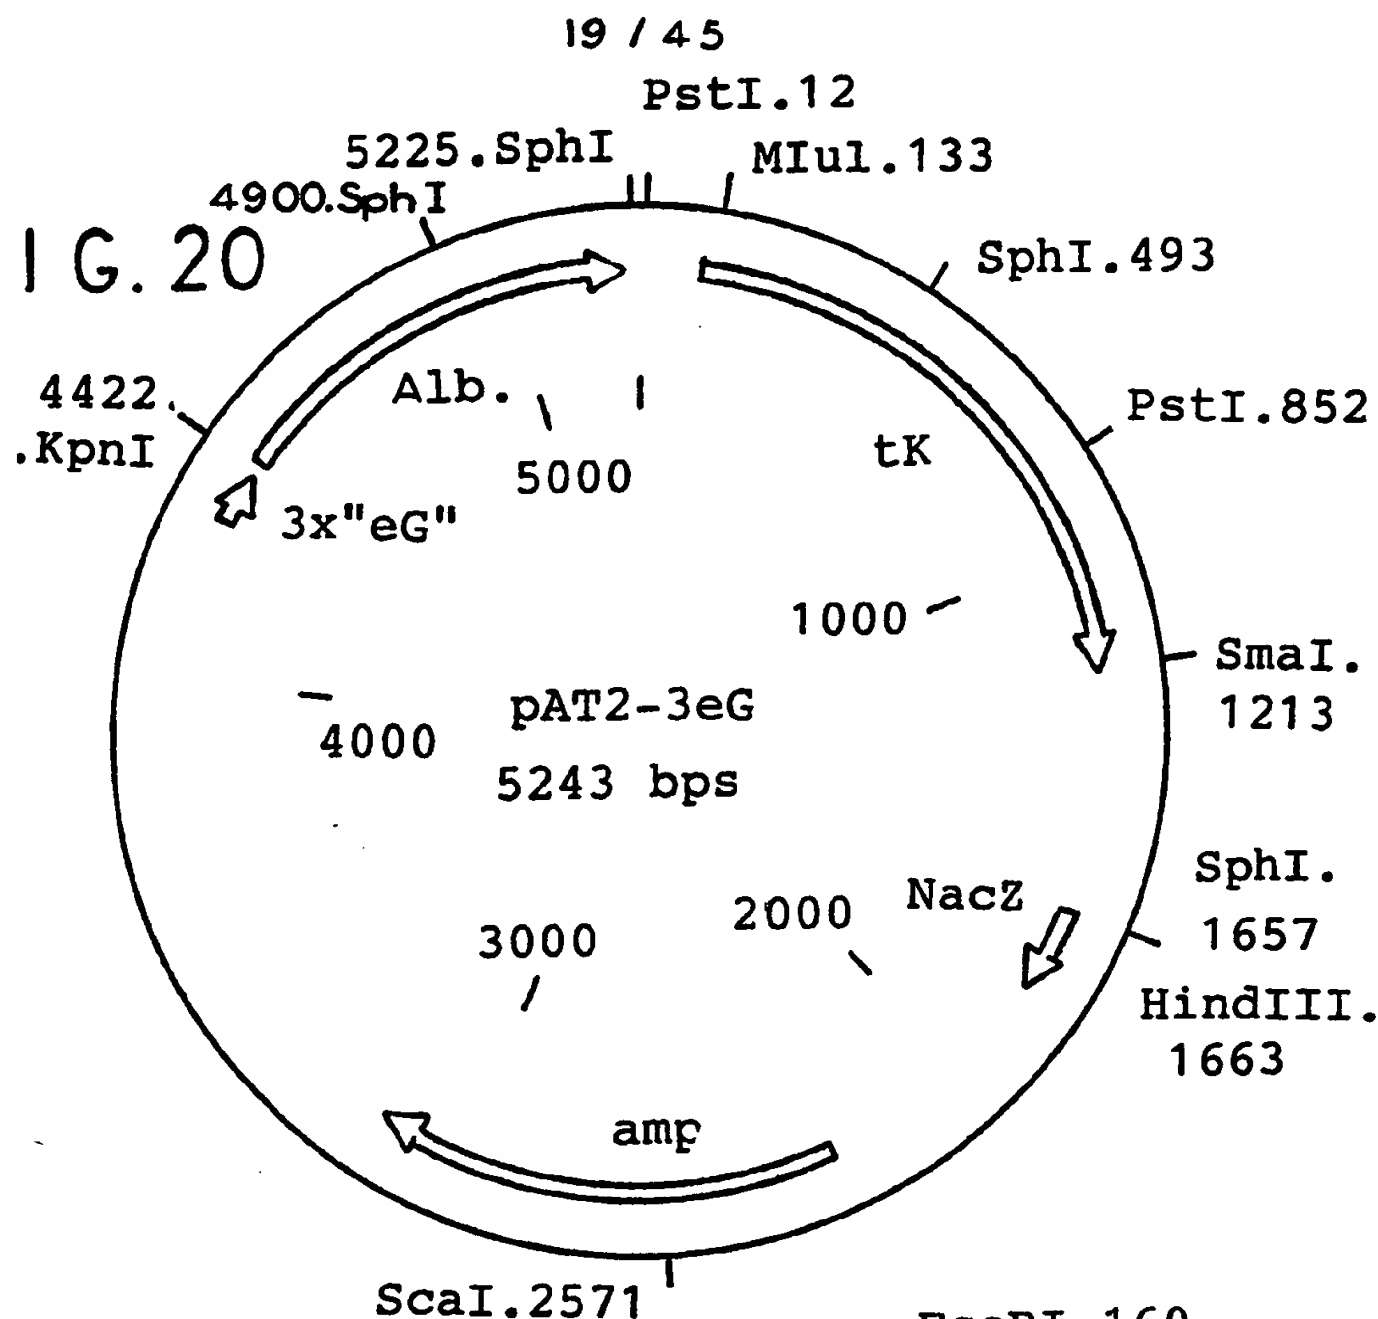 19 / 45
PstI.12
5225.SphI
MIul.133
4900.SphI
IG.20
SphI.493
4422.
.KpnI
Alb.
PstI.852
tK
5000
3x"eG"
1000
SmaI.
1213
pAT2-3eG
4000
5243 bps
SphI.
NacZ
2000
1657
3000
HindIII.
1663
amp
ScaI.2571